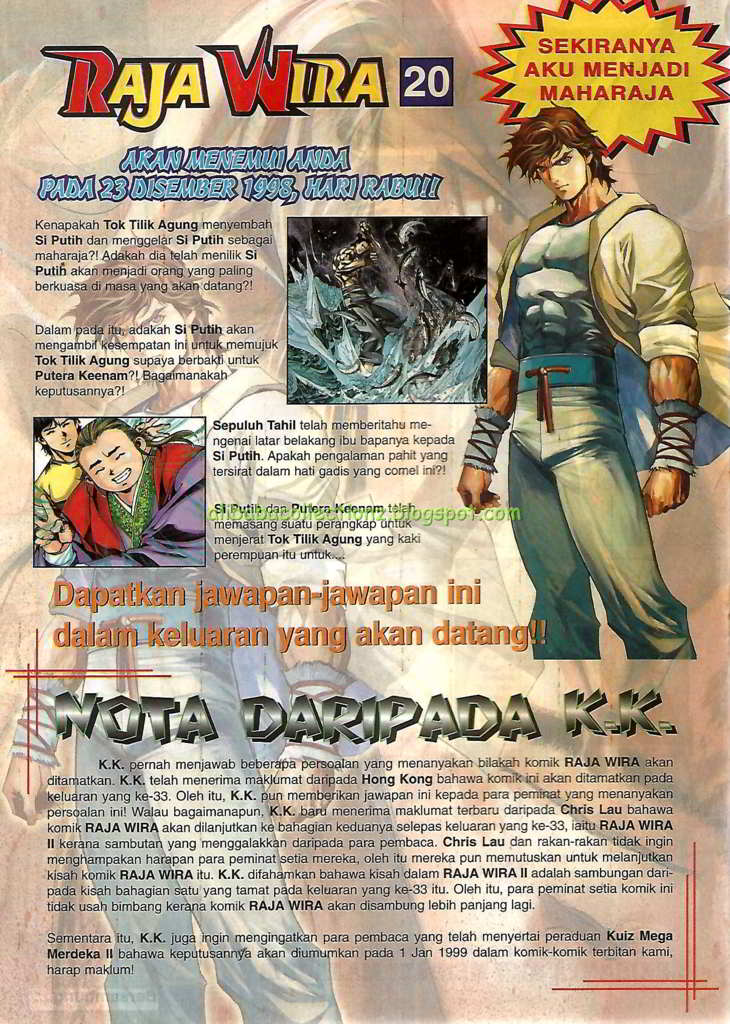 RAJA WIRA 20
SEKIRANYA
AKU MENJADI
MAHARAJA
AKAN MENEMUI ANDA
PADA 23 DISEMBER 1998, HARI RABU!!
Kenapakah Tok Tilik Agung menyembah
Si Putih dan menggelar Si Putih sebagai
maharaja?! Adakah dia telah menilik Si
Putih akan menjadi orang yang paling
berkuasa di masa yang akan datang?!
Dalam pada itu, adakah Si Putih akan
mengambil kesempatan ini untuk memujuk
Tok Tilik Agung supaya berbakti untuk
Putera Keenam?! Bagaimanakah
keputusannya?!
Sepuluh Tahil telah memberitahu me-
ngenai latar belakang ibu bapanya kepada
Si Putih. Apakah pengalaman pahit yang
tersirat dalam hati gadis yang comel ini?!
Si Putih dan Putera Keenam telah
memasang suatu perangkap untuk
menjerat Tok Tilik Agung yang kaki
perempuan itu untuk....
Dapatkan jawapan-jawapan ini
dalam keluaran yang akan datang!!
NOTA DARIPADA K.K.
K.K. pernah menjawab beberapa persoalan yang menanyakan bilakah komik RAJA WIRA akan
ditamatkan. K.K. telah menerima maklumat daripada Hong Kong bahawa komik ini akan ditamatkan pada
keluaran yang ke-33. Oleh itu, K.K. pun memberikan jawapan ini kepada para peminat yang menanyakan
persoalan ini! Walau bagaimanapun, K.K. baru menerima maklumat terbaru daripada Chris Lau bahawa
komik RAJA WIRA akan dilanjutkan ke bahagian keduanya selepas keluaran yang ke-33, iaitu RAJA WIRA
II kerana sambutan yang menggalakkan daripada para pembaca. Chris Lau dan rakan-rakan tidak ingin
menghampakan harapan para peminat setia mereka, oleh itu mereka pun memutuskan untuk melanjutkan
kisah komik RAJA WIRA itu. K.K. difahamkan bahawa kisah dalam RAJA WIRA II adalah sambungan dari-
pada kisah bahagian satu yang tamat pada keluaran yang ke-33 itu. Oleh itu, para peminat setia komik ini
tidak usah bimbang kerana komik RAJA WIRA akan disambung lebih panjang lagi.
Sementara itu, K.K. juga ingin mengingatkan para pembaca yang telah menyertai peraduan Kuiz Mega
Merdeka II bahawa keputusannya akan diumumkan pada 1 Jan 1999 dalam komik-komik terbitan kami,
harap maklum!